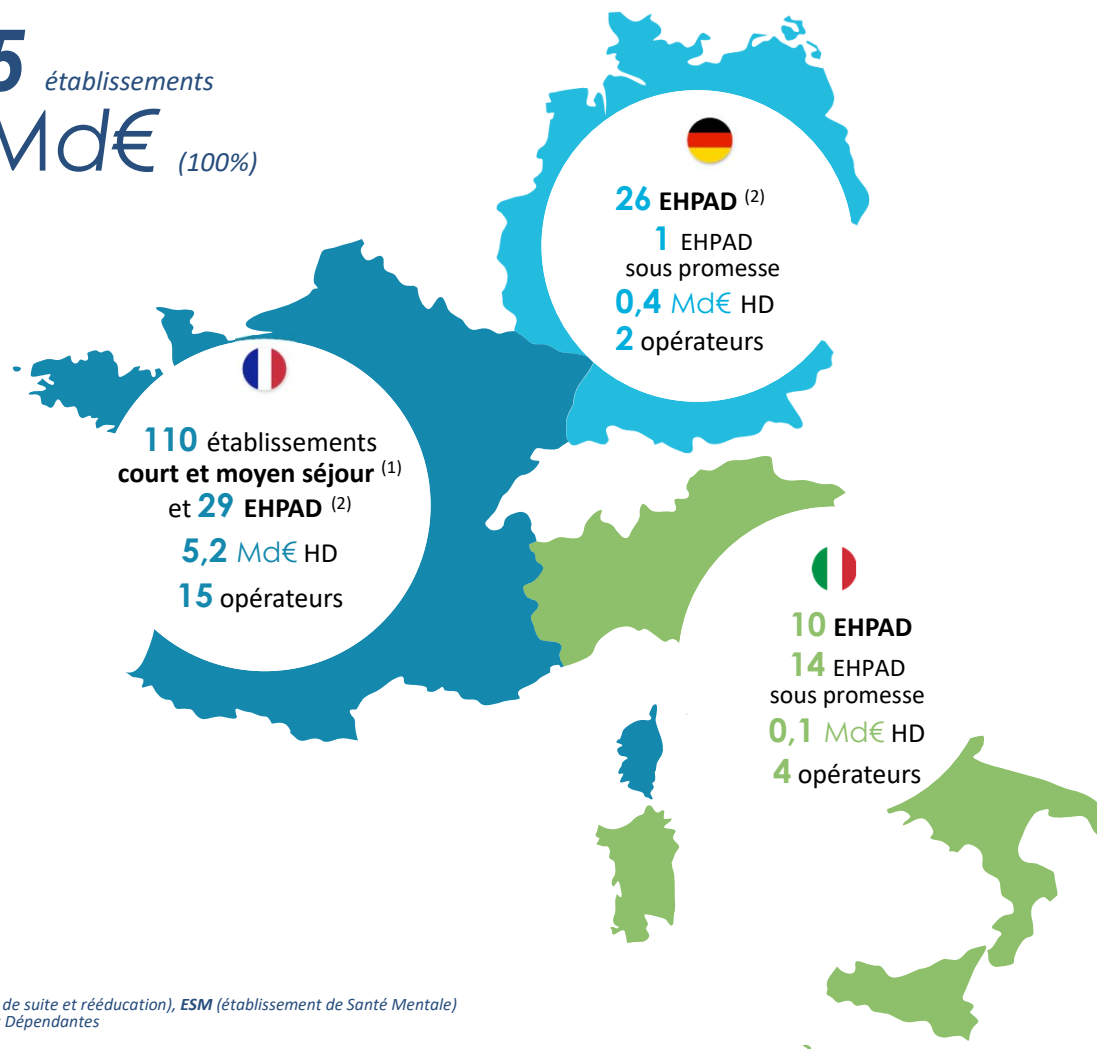 5 établissements
Md€ (100%)
26 EHPAD (2)
1 EHPAD
sous promesse
0,4 Md€ HD
2 opérateurs
110 établissements
court et moyen séjour (1)
et 29 EHPAD (2)
5,2 Md€ HD
15 opérateurs
10 EHPAD
14 EHPAD
sous promesse
0,1 Md€ HD
4 opérateurs
de suite et rééducation), ESM (établissement de Santé Mentale)
Dépendantes